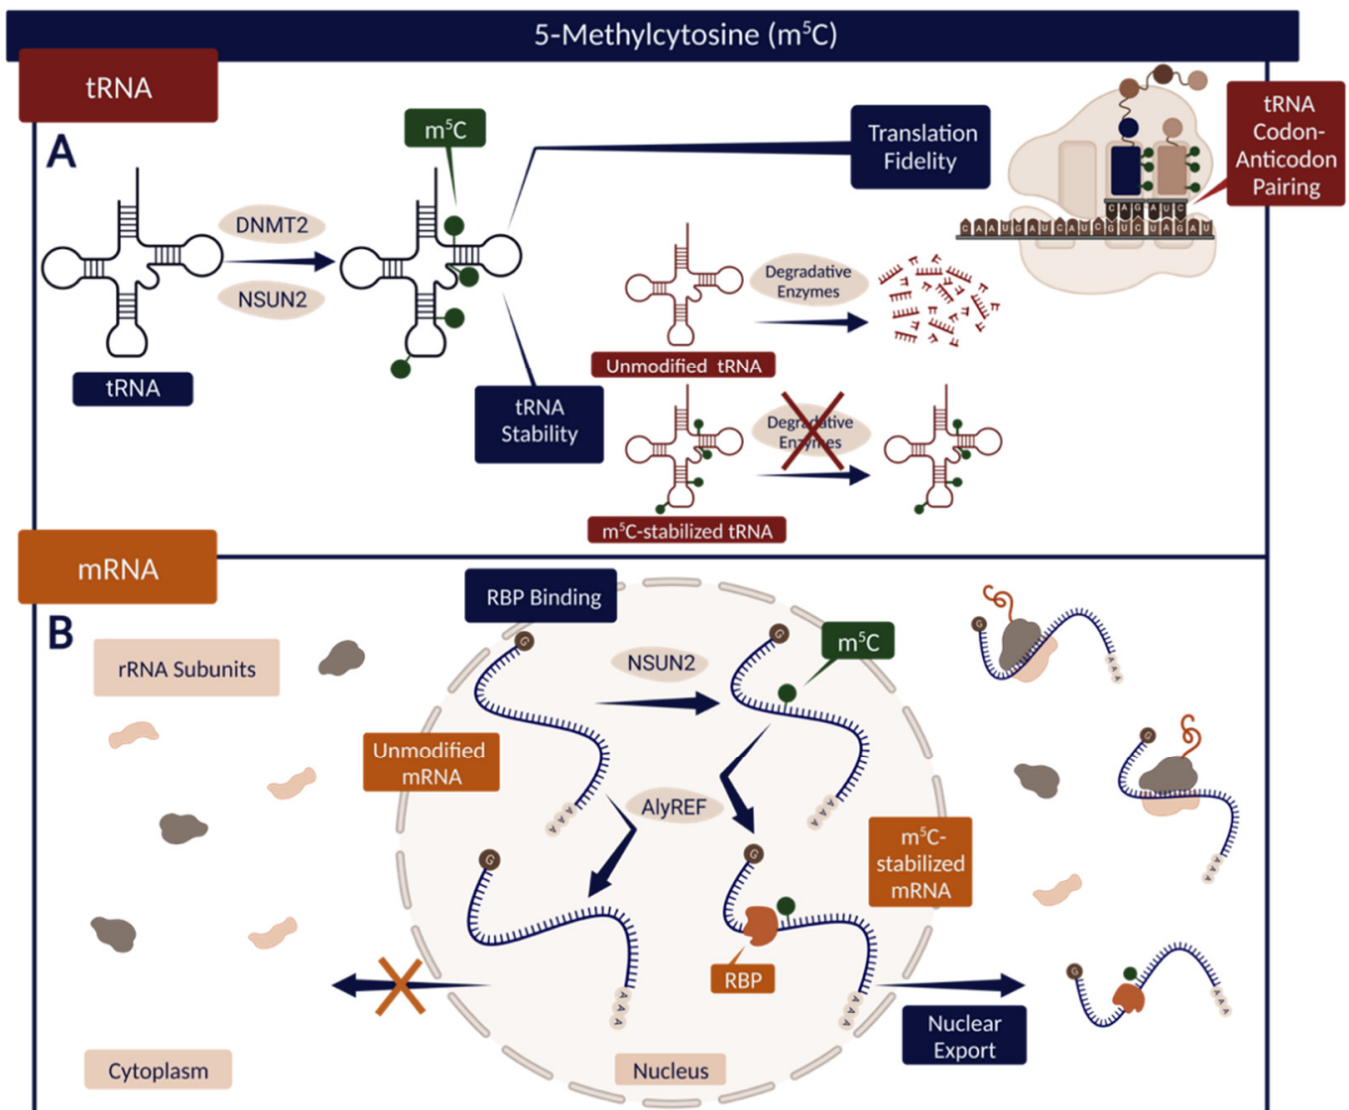 5-Methylcytosine (m⁵C)
tRNA
A
m⁵C
DNMT2
NSUN2
tRNA
Translation
Fidelity
tRNA
Codon-
Anticodon
Pairing
C A G A U C
C A A U G A U C A U C G U C U A G A U
tRNA
Stability
Degradative
Enzymes
Unmodified tRNA
Degradative
Enzymes
m⁵C-stabilized tRNA
mRNA
B
rRNA Subunits
RBP Binding
G
NSUN2
G
m⁵C
Unmodified
mRNA
A A A
AlyREF
A A A
G
G
m⁵C-
stabilized
mRNA
RBP
A A A
A A A
Nuclear
Export
Cytoplasm
Nucleus
G
A A A
G
A A A
G
A A A